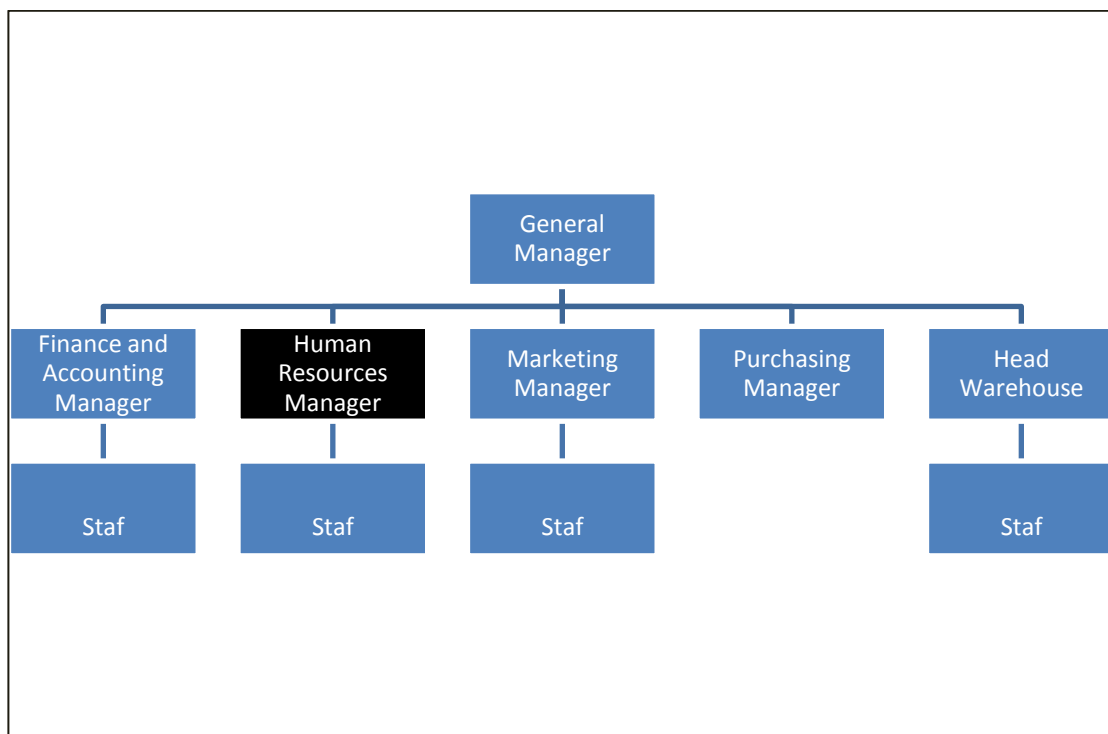 General
Manager
Finance and
Accounting
Manager
Human
Resources
Manager
Marketing
Manager
Purchasing
Manager
Head
Warehouse
Staf
Staf
Staf
Staf